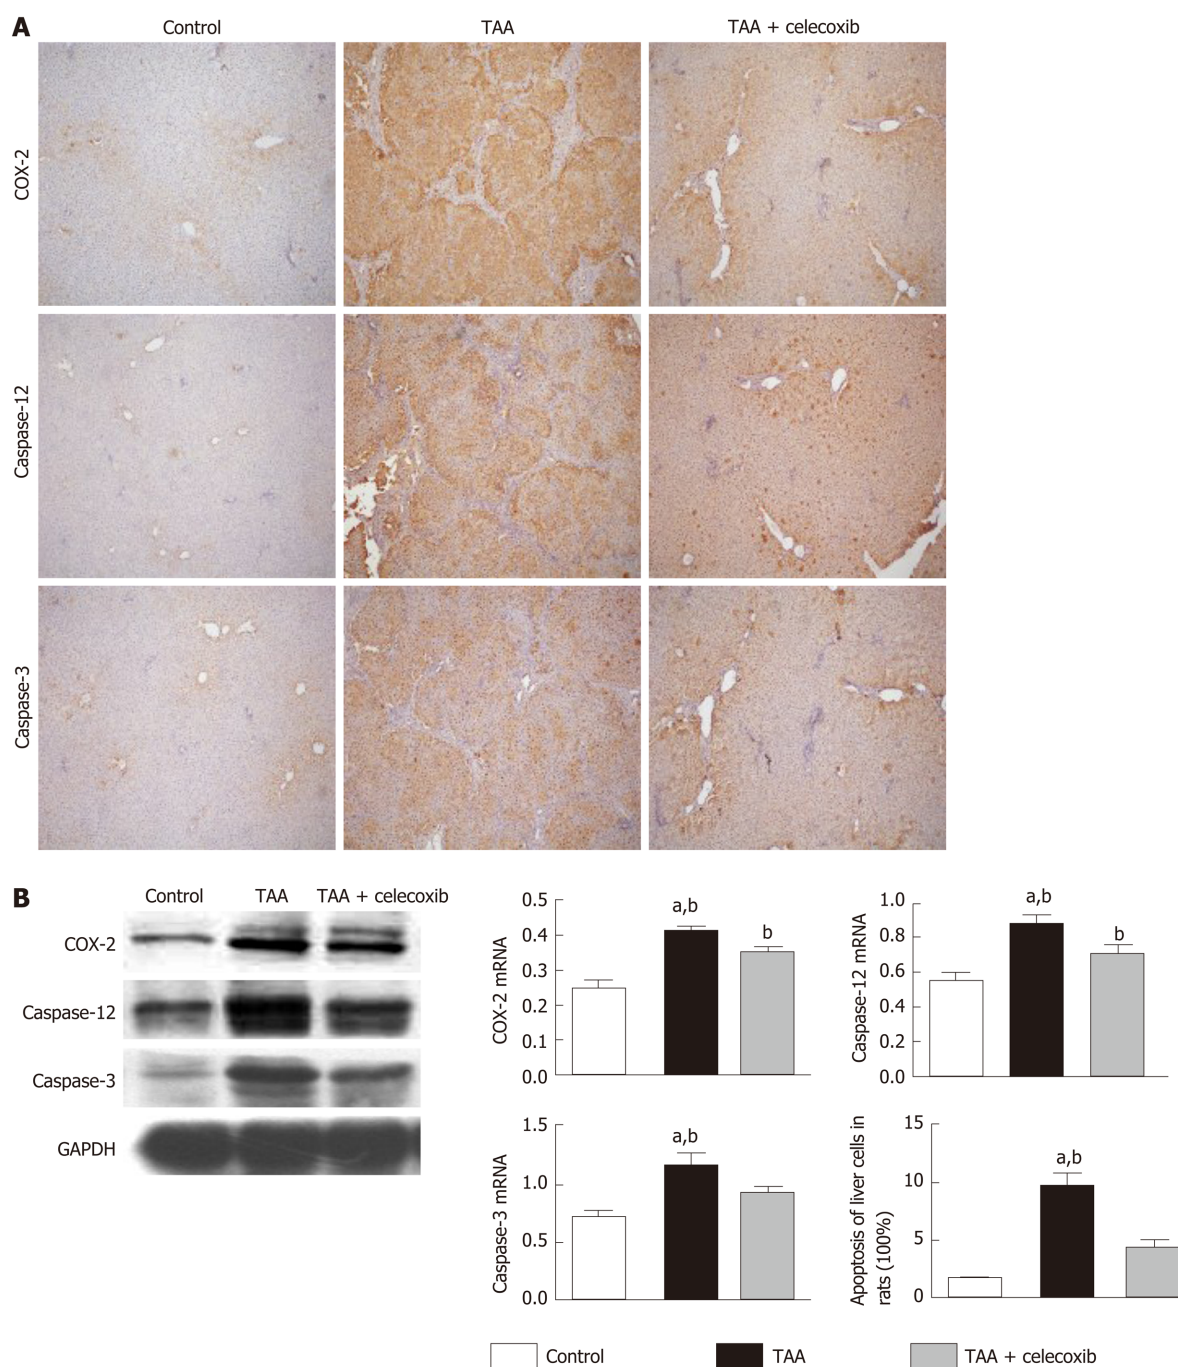 A
Control TAA TAA + celecoxib
COX-2
Caspase-12
Caspase-3
B
Control TAA TAA + celecoxib
COX-2
Caspase-12
Caspase-3
GAPDH
COX-2 mRNA
0.5
0.4
0.3
0.2
0.1
0.0
a,b
b
Caspase-12 mRNA
1.0
0.8
0.6
0.4
0.2
0.0
a,b
b
Caspase-3 mRNA
1.5
1.0
0.5
0.0
a,b
Apoptosis of liver cells in
rats (100%)
15
10
5
0
a,b
Control TAA TAA + celecoxib